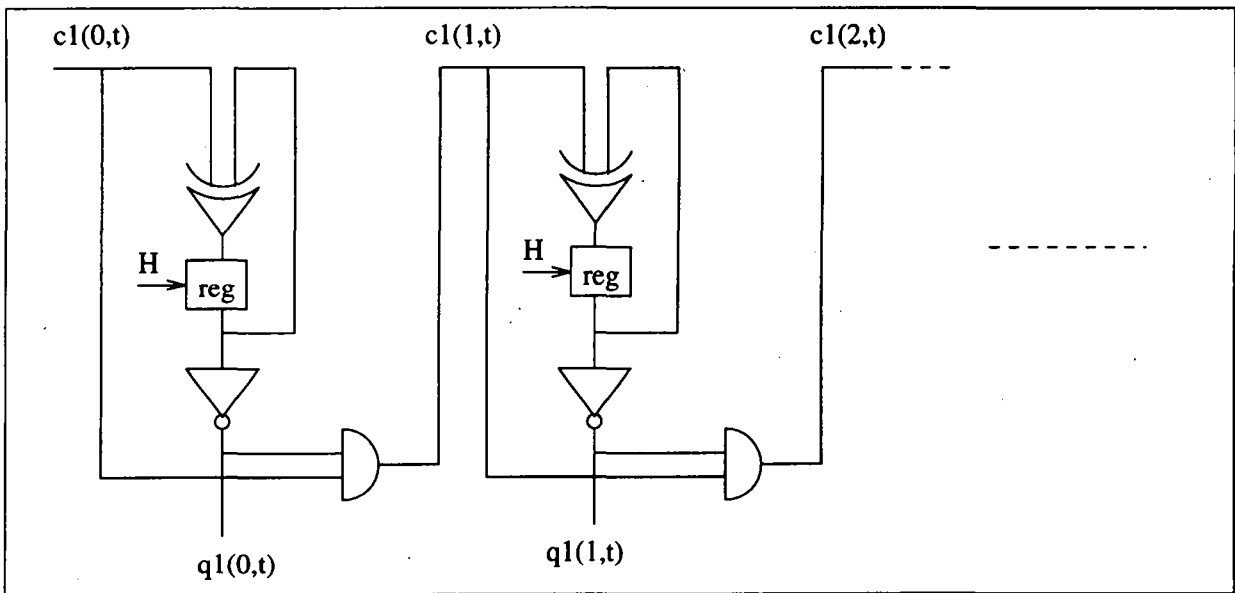 c1(0,t) c1(1,t) c1(2,t)
H reg H reg
q1(0,t) q1(1,t)